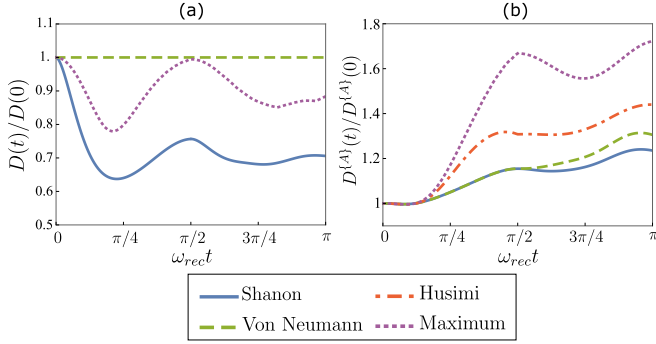 (a)
(b)
D(t)/D(0)
1.1
1.
0.9
0.8
0.7
0.6
0.5
0 π/4 π/2 3π/4 π
ω_rec t
D^{A}(t)/D^{A}(0)
1.8
1.6
1.4
1.2
1
0 π/4 π/2 3π/4 π
ω_rec t
Shanon
Husimi
Von Neumann
Maximum